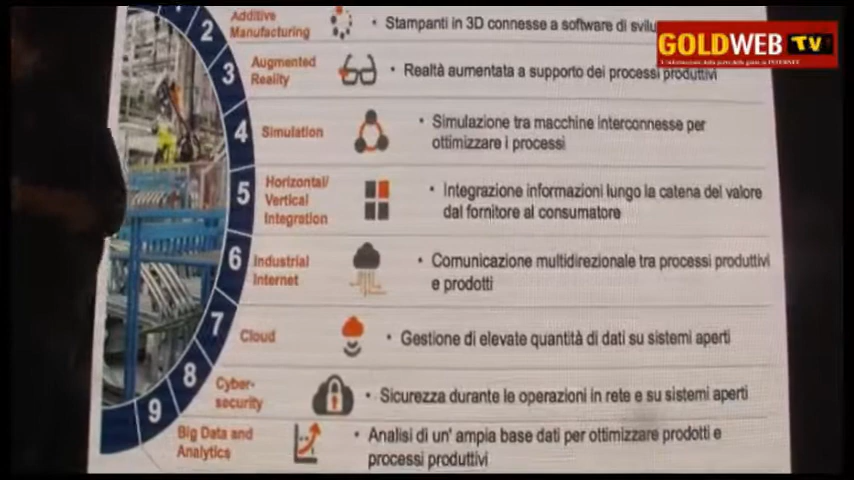 GOLDWEB TV
2
Additive
Manufacturing
• Stampanti in 3D connesse a software di
3
Augmented
Reality
• Realtà aumentata a supporto dei processi produttivi
4
Simulation
• Simulazione tra macchine interconnesse per
ottimizzare i processi
5
Horizontal/
Vertical
Integration
• Integrazione informazioni lungo la catena del valore
dal fornitore al consumatore
6
Industrial
Internet
• Comunicazione multidirezionale tra processi produttivi
e prodotti
7
Cloud
• Gestione di elevate quantità di dati su sistemi aperti
8
Cyber-
security
• Sicurezza durante le operazioni in rete e su sistemi aperti
9
Big Data and
Analytics
• Analisi di un' ampia base dati per ottimizzare prodotti e
processi produttivi